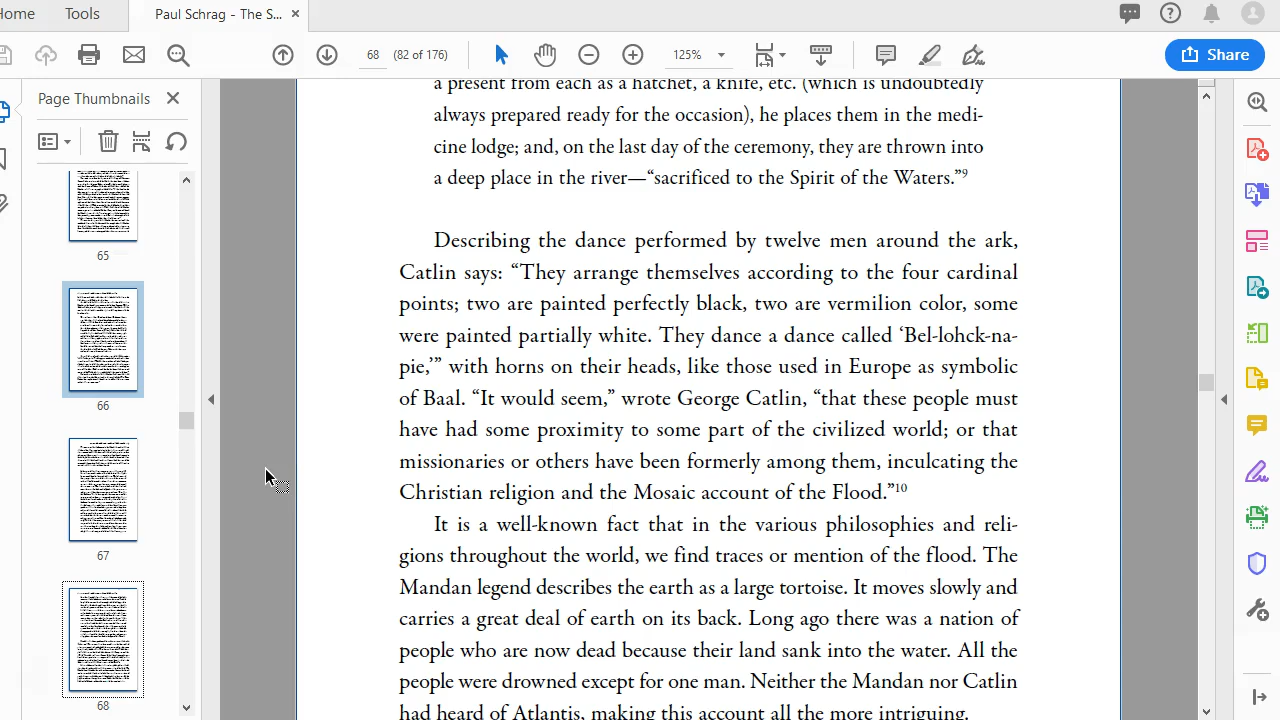 Home Tools Paul Schrag - The S... ×
68 (82 of 176) 125% Share
Page Thumbnails
65
66
67
68
a present from each as a hatchet, a knife, etc. (which is undoubtedly
always prepared ready for the occasion), he places them in the medi-
cine lodge; and, on the last day of the ceremony, they are thrown into
a deep place in the river—“sacrificed to the Spirit of the Waters.”⁹
Describing the dance performed by twelve men around the ark,
Catlin says: “They arrange themselves according to the four cardinal
points; two are painted perfectly black, two are vermilion color, some
were painted partially white. They dance a dance called ‘Bel-lohck-na-
pie,’” with horns on their heads, like those used in Europe as symbolic
of Baal. “It would seem,” wrote George Catlin, “that these people must
have had some proximity to some part of the civilized world; or that
missionaries or others have been formerly among them, inculcating the
Christian religion and the Mosaic account of the Flood.”¹⁰
It is a well-known fact that in the various philosophies and reli-
gions throughout the world, we find traces or mention of the flood. The
Mandan legend describes the earth as a large tortoise. It moves slowly and
carries a great deal of earth on its back. Long ago there was a nation of
people who are now dead because their land sank into the water. All the
people were drowned except for one man. Neither the Mandan nor Catlin
had heard of Atlantis, making this account all the more intriguing.